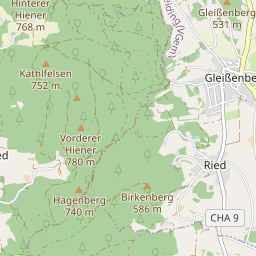 Hinterer
Hiener
768 m
Gleißenberg
531 m
Kathlfelsen
752 m
Gleißenbe
Vorderer
Hiener
780 m
ed
Ried
Hagenberg
740 m
Birkenberg
586 m
CHA 9